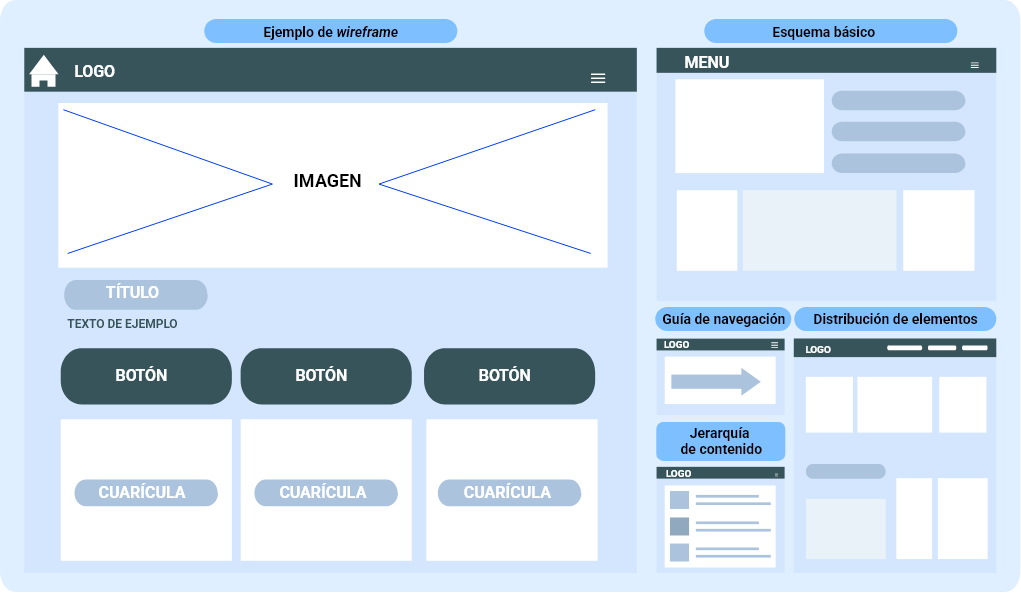 Ejemplo de wireframe
LOGO
IMAGEN
TÍTULO
TEXTO DE EJEMPLO
BOTÓN
BOTÓN
BOTÓN
CUARÍCULA
CUARÍCULA
CUARÍCULA
Esquema básico
MENU
Guía de navegación
LOGO
Jerarquía
de contenido
LOGO
Distribución de elementos
LOGO